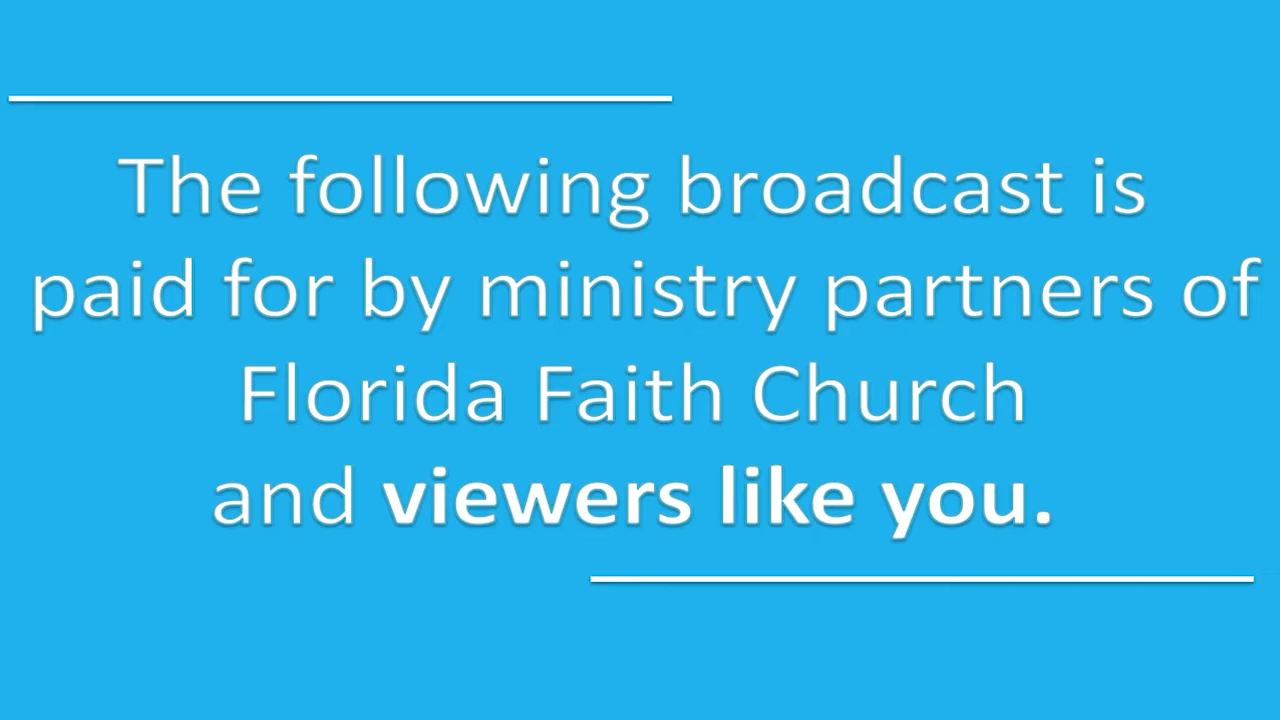 The following broadcast is
paid for by ministry partners of
Florida Faith Church
and viewers like you.